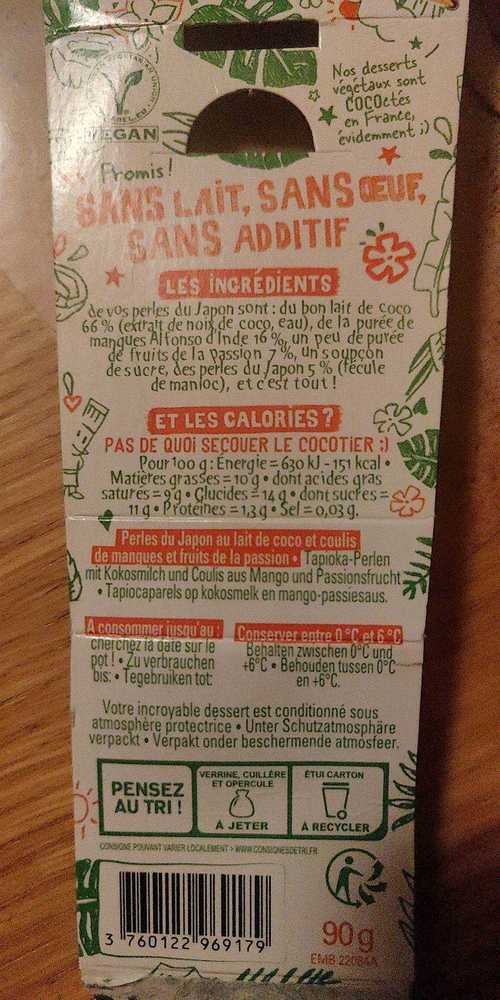 Nos desserts
végétaux sont
COCOctés
en France,
évidemment ;)
VEGAN
Promis !
SANS LAIT, SANS ŒUF,
SANS ADDITIF
LES INGRÉDIENTS
de vos perles du Japon sont : du bon lait de coco
66 % (extrait de noix de coco, eau), de la purée de
mangues Alfonso d'Inde 16 %, un peu de purée
de fruits de la passion 7 %, un soupçon
de sucre, des perles du Japon 5 % (fécule
de manioc), et c'est tout !
ET LES CALORIES ?
PAS DE QUOI SECOUER LE COCOTIER ;)
Pour 100 g : Énergie = 630 kJ - 151 kcal •
Matières grasses = 10 g • dont acides gras
saturés = 9 g • Glucides = 14 g • dont sucres =
11 g • Protéines = 1,3 g • Sel = 0,03 g.
Perles du Japon au lait de coco et coulis
de mangues et fruits de la passion • Tapioka-Perlen
mit Kokosmilch und Coulis aus Mango und Passionsfrucht
• Tapiocaparels op kokosmelk en mango-passiesaus.
A consommer jusqu'au :
cherchez la date sur le
pot ! • Zu verbrauchen
bis: • Tegebruiken tot:
Conserver entre 0 °C et 6 °C
Behalten zwischen 0°C und
+6°C • Behouden tussen 0°C
en +6°C.
Votre incroyable dessert est conditionné sous
atmosphère protectrice • Unter Schutzatmosphäre
verpackt • Verpakt onder beschermende atmosfeer.
PENSEZ
AU TRI !
VERRINE, CUILLÈRE
ET OPERCULE
À JETER
ÉTUI CARTON
À RECYCLER
CONSIGNE POUVANT VARIER LOCALEMENT > WWW.CONSIGNESDETRI.FR
3 760122 969179
90 g
EMB 22084A